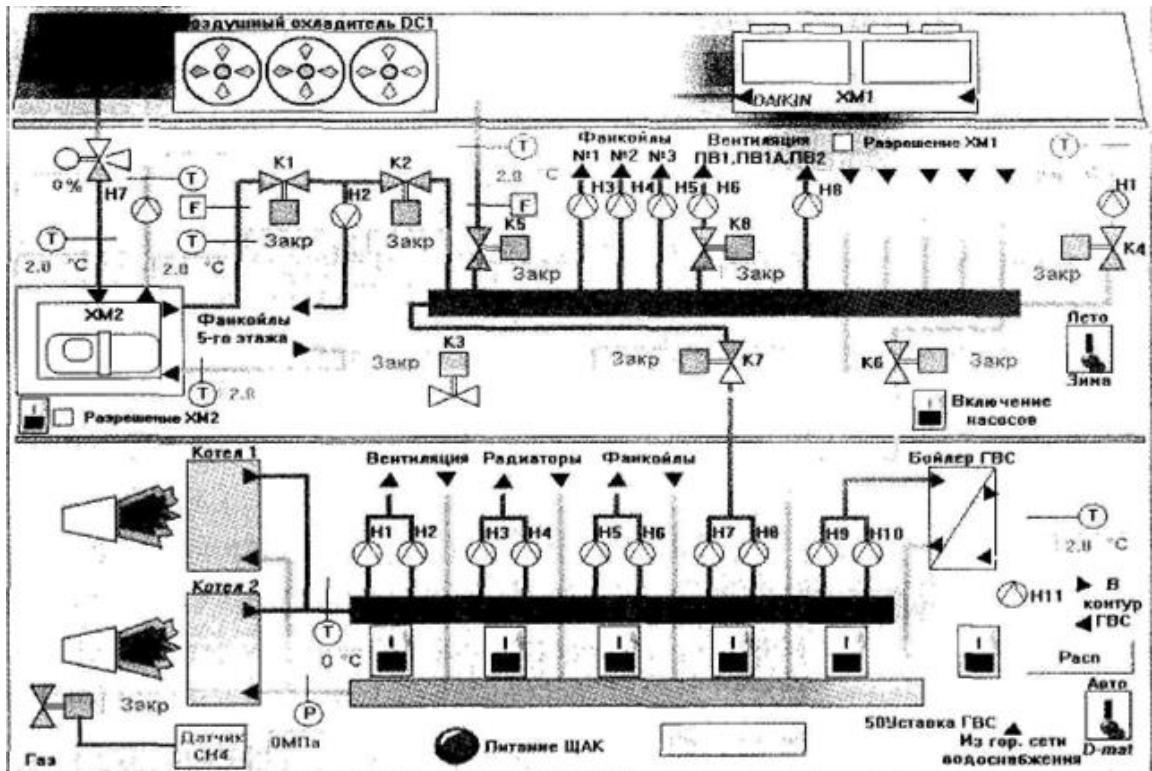 оздушный охладитель DC1
DAIKIN
ХМ1
Фанкойлы
№1 №2 №3
Вентиляция
ПВ1,ПВ1А,ПВ2
Разрешение ХМ1
0%
Н7
Т
К1
К2
Н2
F
Закр
Закр
Т
2.0 °С
Т
2.0 °С
Т
2.0 °С
F
К5
Закр
Н3
Н4
Н5
Н6
К8
Закр
Н8
Т
Н1
К4
Закр
ХМ2
Фанкойлы
5-го этажа
Т
2.0
К3
Закр
Закр
К7
К6
Закр
Лето
Зима
Разрешение ХМ2
Включение
насосов
Котел 1
Вентиляция
Радиаторы
Фанкойлы
Бойлер ГВС
Н1
Н2
Н3
Н4
Н5
Н6
Н7
Н8
Н9
Н10
Т
2.0 °С
Котел 2
Н11
В
контур
ГВС
Т
0 °С
Расп
Закр
Р
0МПа
Газ
Датчик
СН4
Питание ЩАК
50Уставка ГВС
Из гор. сети
водоснабжения
Авто
D-mat